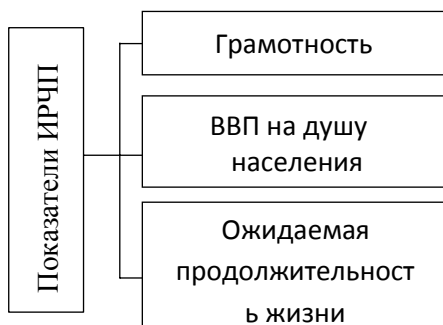 Показатели ИРЧП
Грамотность
ВВП на душу
населения
Ожидаемая
продолжительност
ь жизни